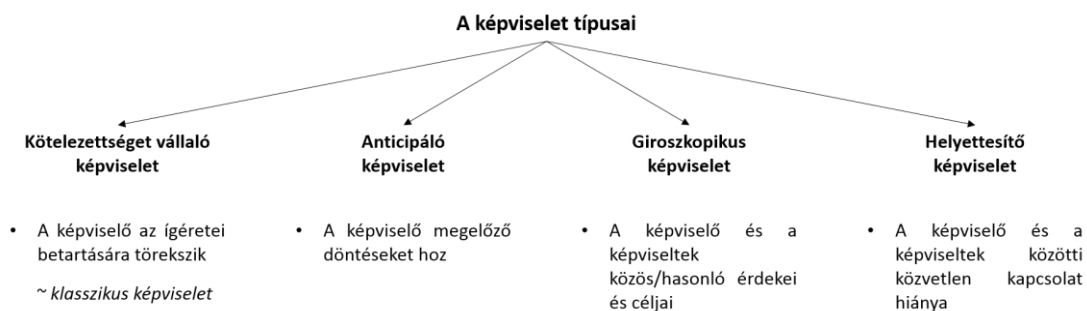 A képviselet típusai
Kötelezettséget vállaló
képviselet
Anticipáló
képviselet
Giroszkopikus
képviselet
Helyettesítő
képviselet
• A képviselő az ígéretei
betartására törekszik
~ klasszikus képviselet
• A képviselő megelőző
döntéseket hoz
• A képviselő és a
képviseltek
közös/hasonló érdekei
és céljai
• A képviselő és a
képviseltek közötti
közvetlen kapcsolat
hiánya